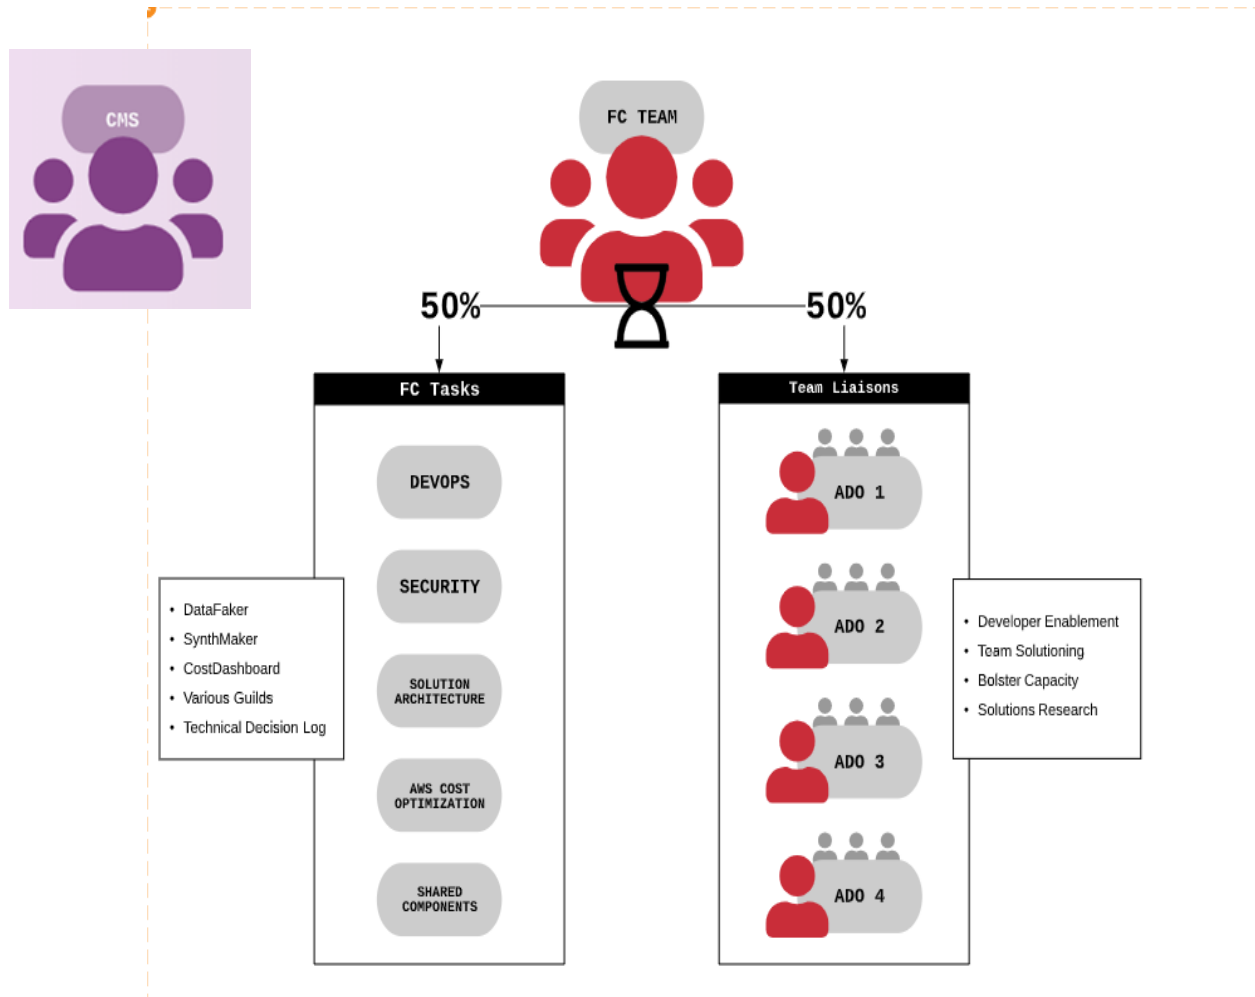 CMS
FC TEAM
50%
50%
FC Tasks
DEVOPS
SECURITY
SOLUTION
ARCHITECTURE
AWS COST
OPTIMIZATION
SHARED
COMPONENTS
• DataFaker
• SynthMaker
• CostDashboard
• Various Guilds
• Technical Decision Log
Team Liaisons
ADO 1
ADO 2
ADO 3
ADO 4
• Developer Enablement
• Team Solutioning
• Bolster Capacity
• Solutions Research